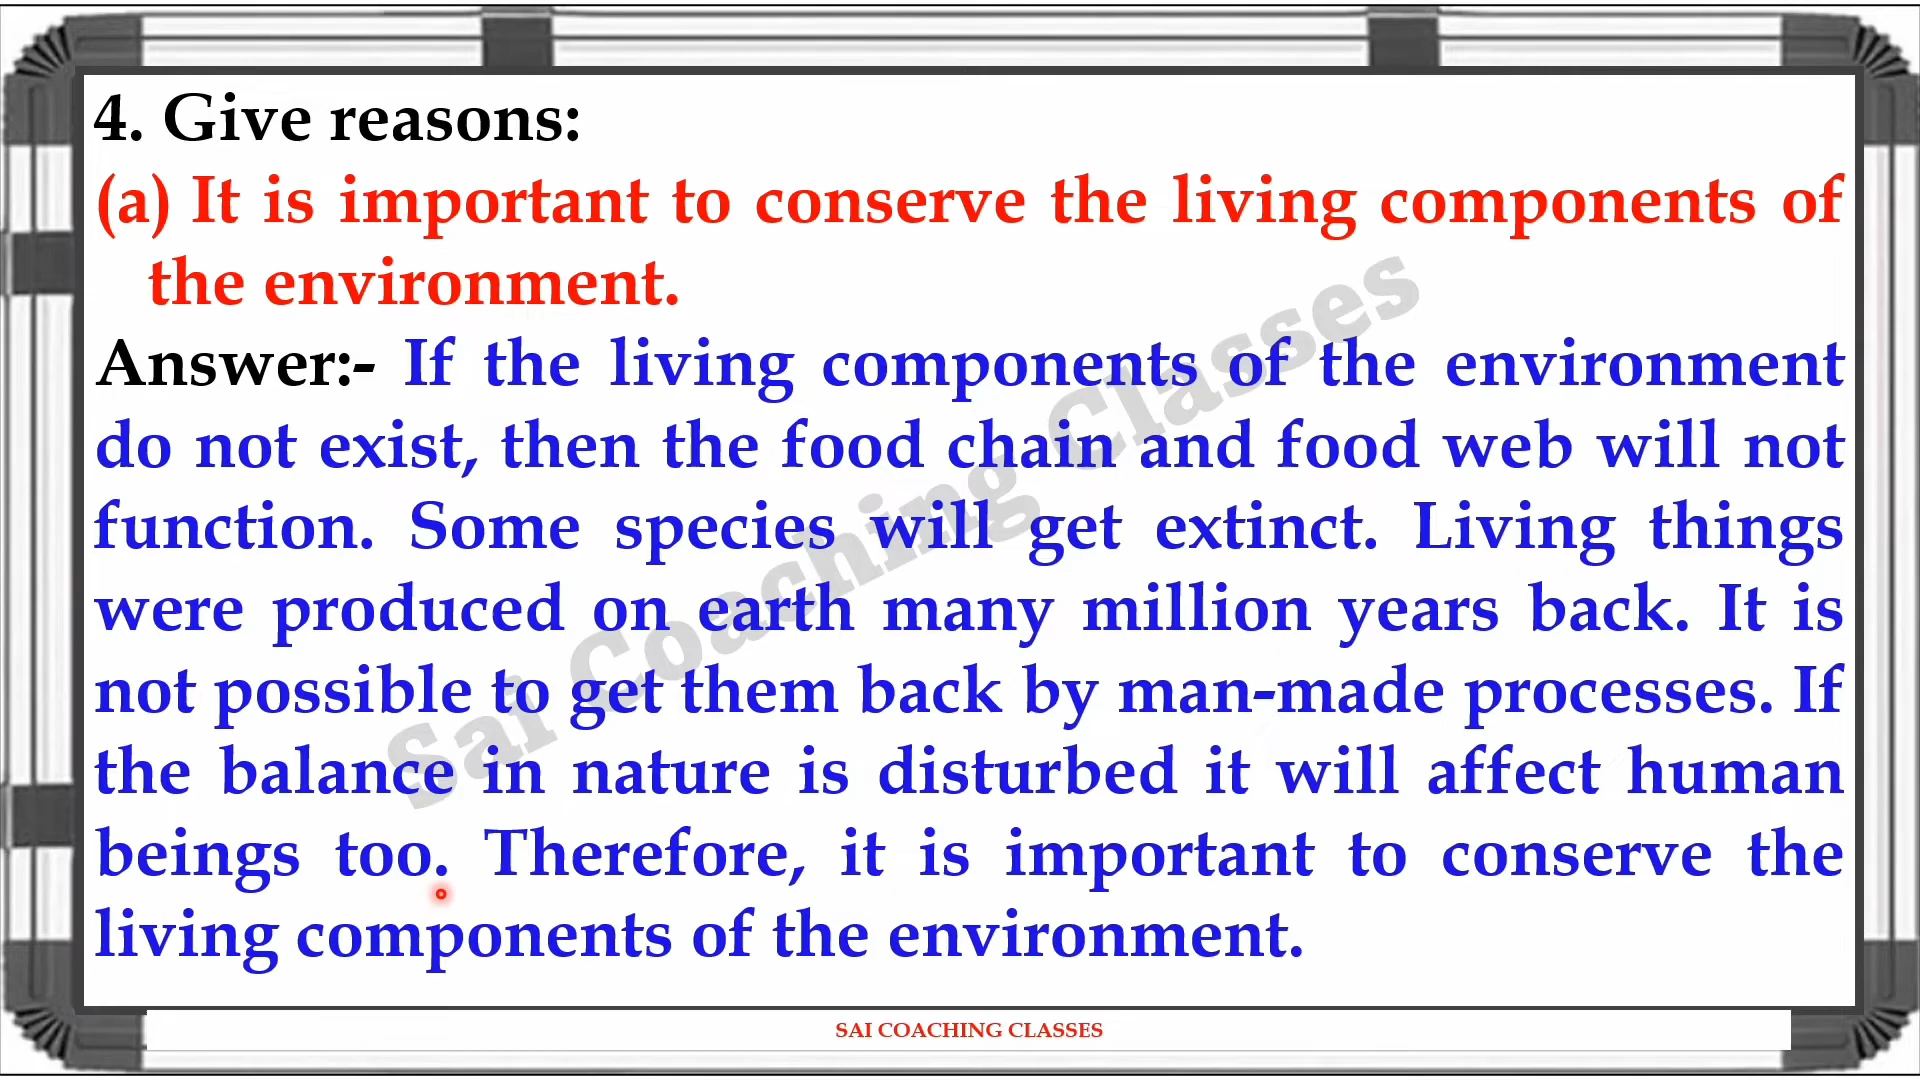 4. Give reasons:
(a) It is important to conserve the living components of
the environment.
Answer:- If the living components of the environment
do not exist, then the food chain and food web will not
function. Some species will get extinct. Living things
were produced on earth many million years back. It is
not possible to get them back by man-made processes. If
the balance in nature is disturbed it will affect human
beings too. Therefore, it is important to conserve the
living components of the environment.
Sai Coaching Classes
SAI COACHING CLASSES